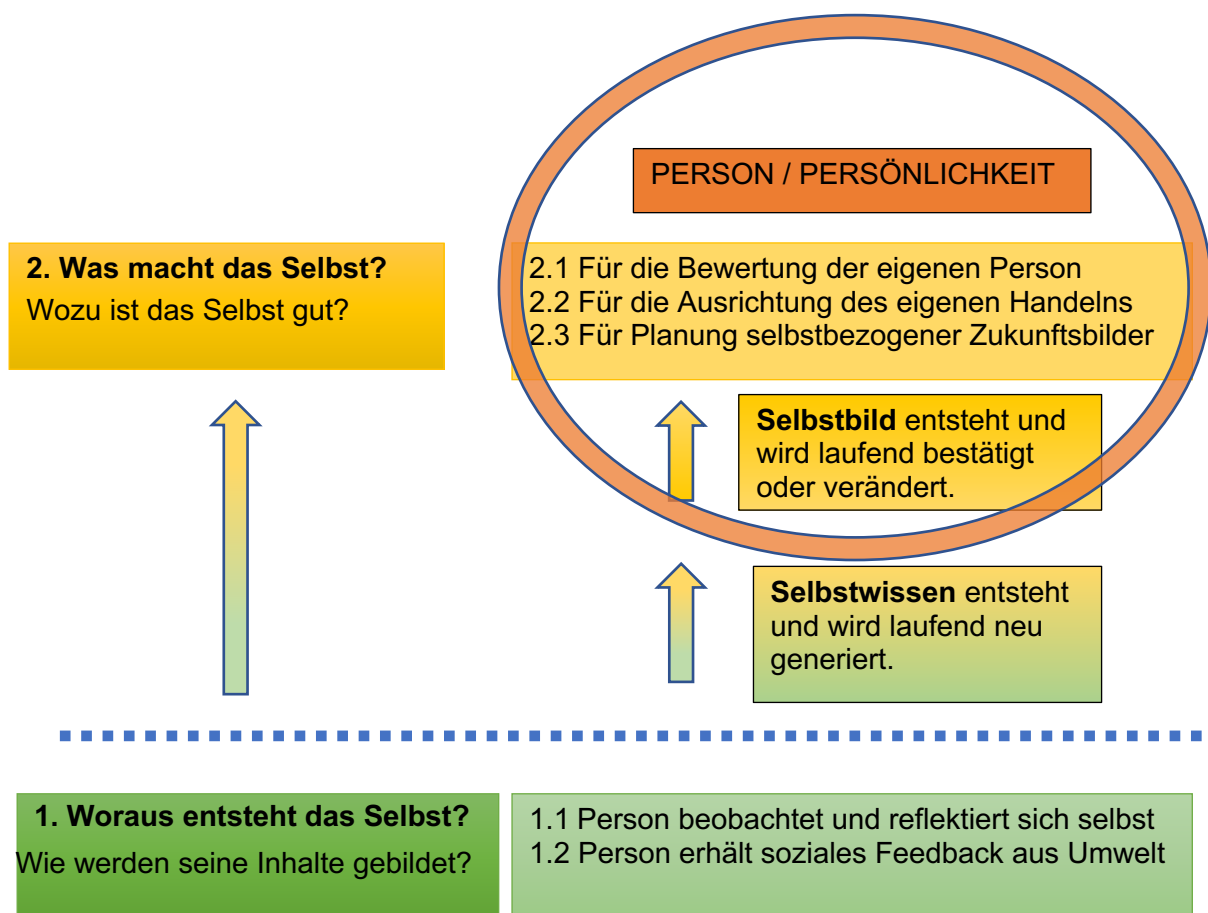 PERSON / PERSÖNLICHKEIT
2. Was macht das Selbst?
Wozu ist das Selbst gut?
2.1 Für die Bewertung der eigenen Person
2.2 Für die Ausrichtung des eigenen Handelns
2.3 Für Planung selbstbezogener Zukunftsbilder
Selbstbild entsteht und
wird laufend bestätigt
oder verändert.
Selbstwissen entsteht
und wird laufend neu
generiert.
1. Woraus entsteht das Selbst?
Wie werden seine Inhalte gebildet?
1.1 Person beobachtet und reflektiert sich selbst
1.2 Person erhält soziales Feedback aus Umwelt